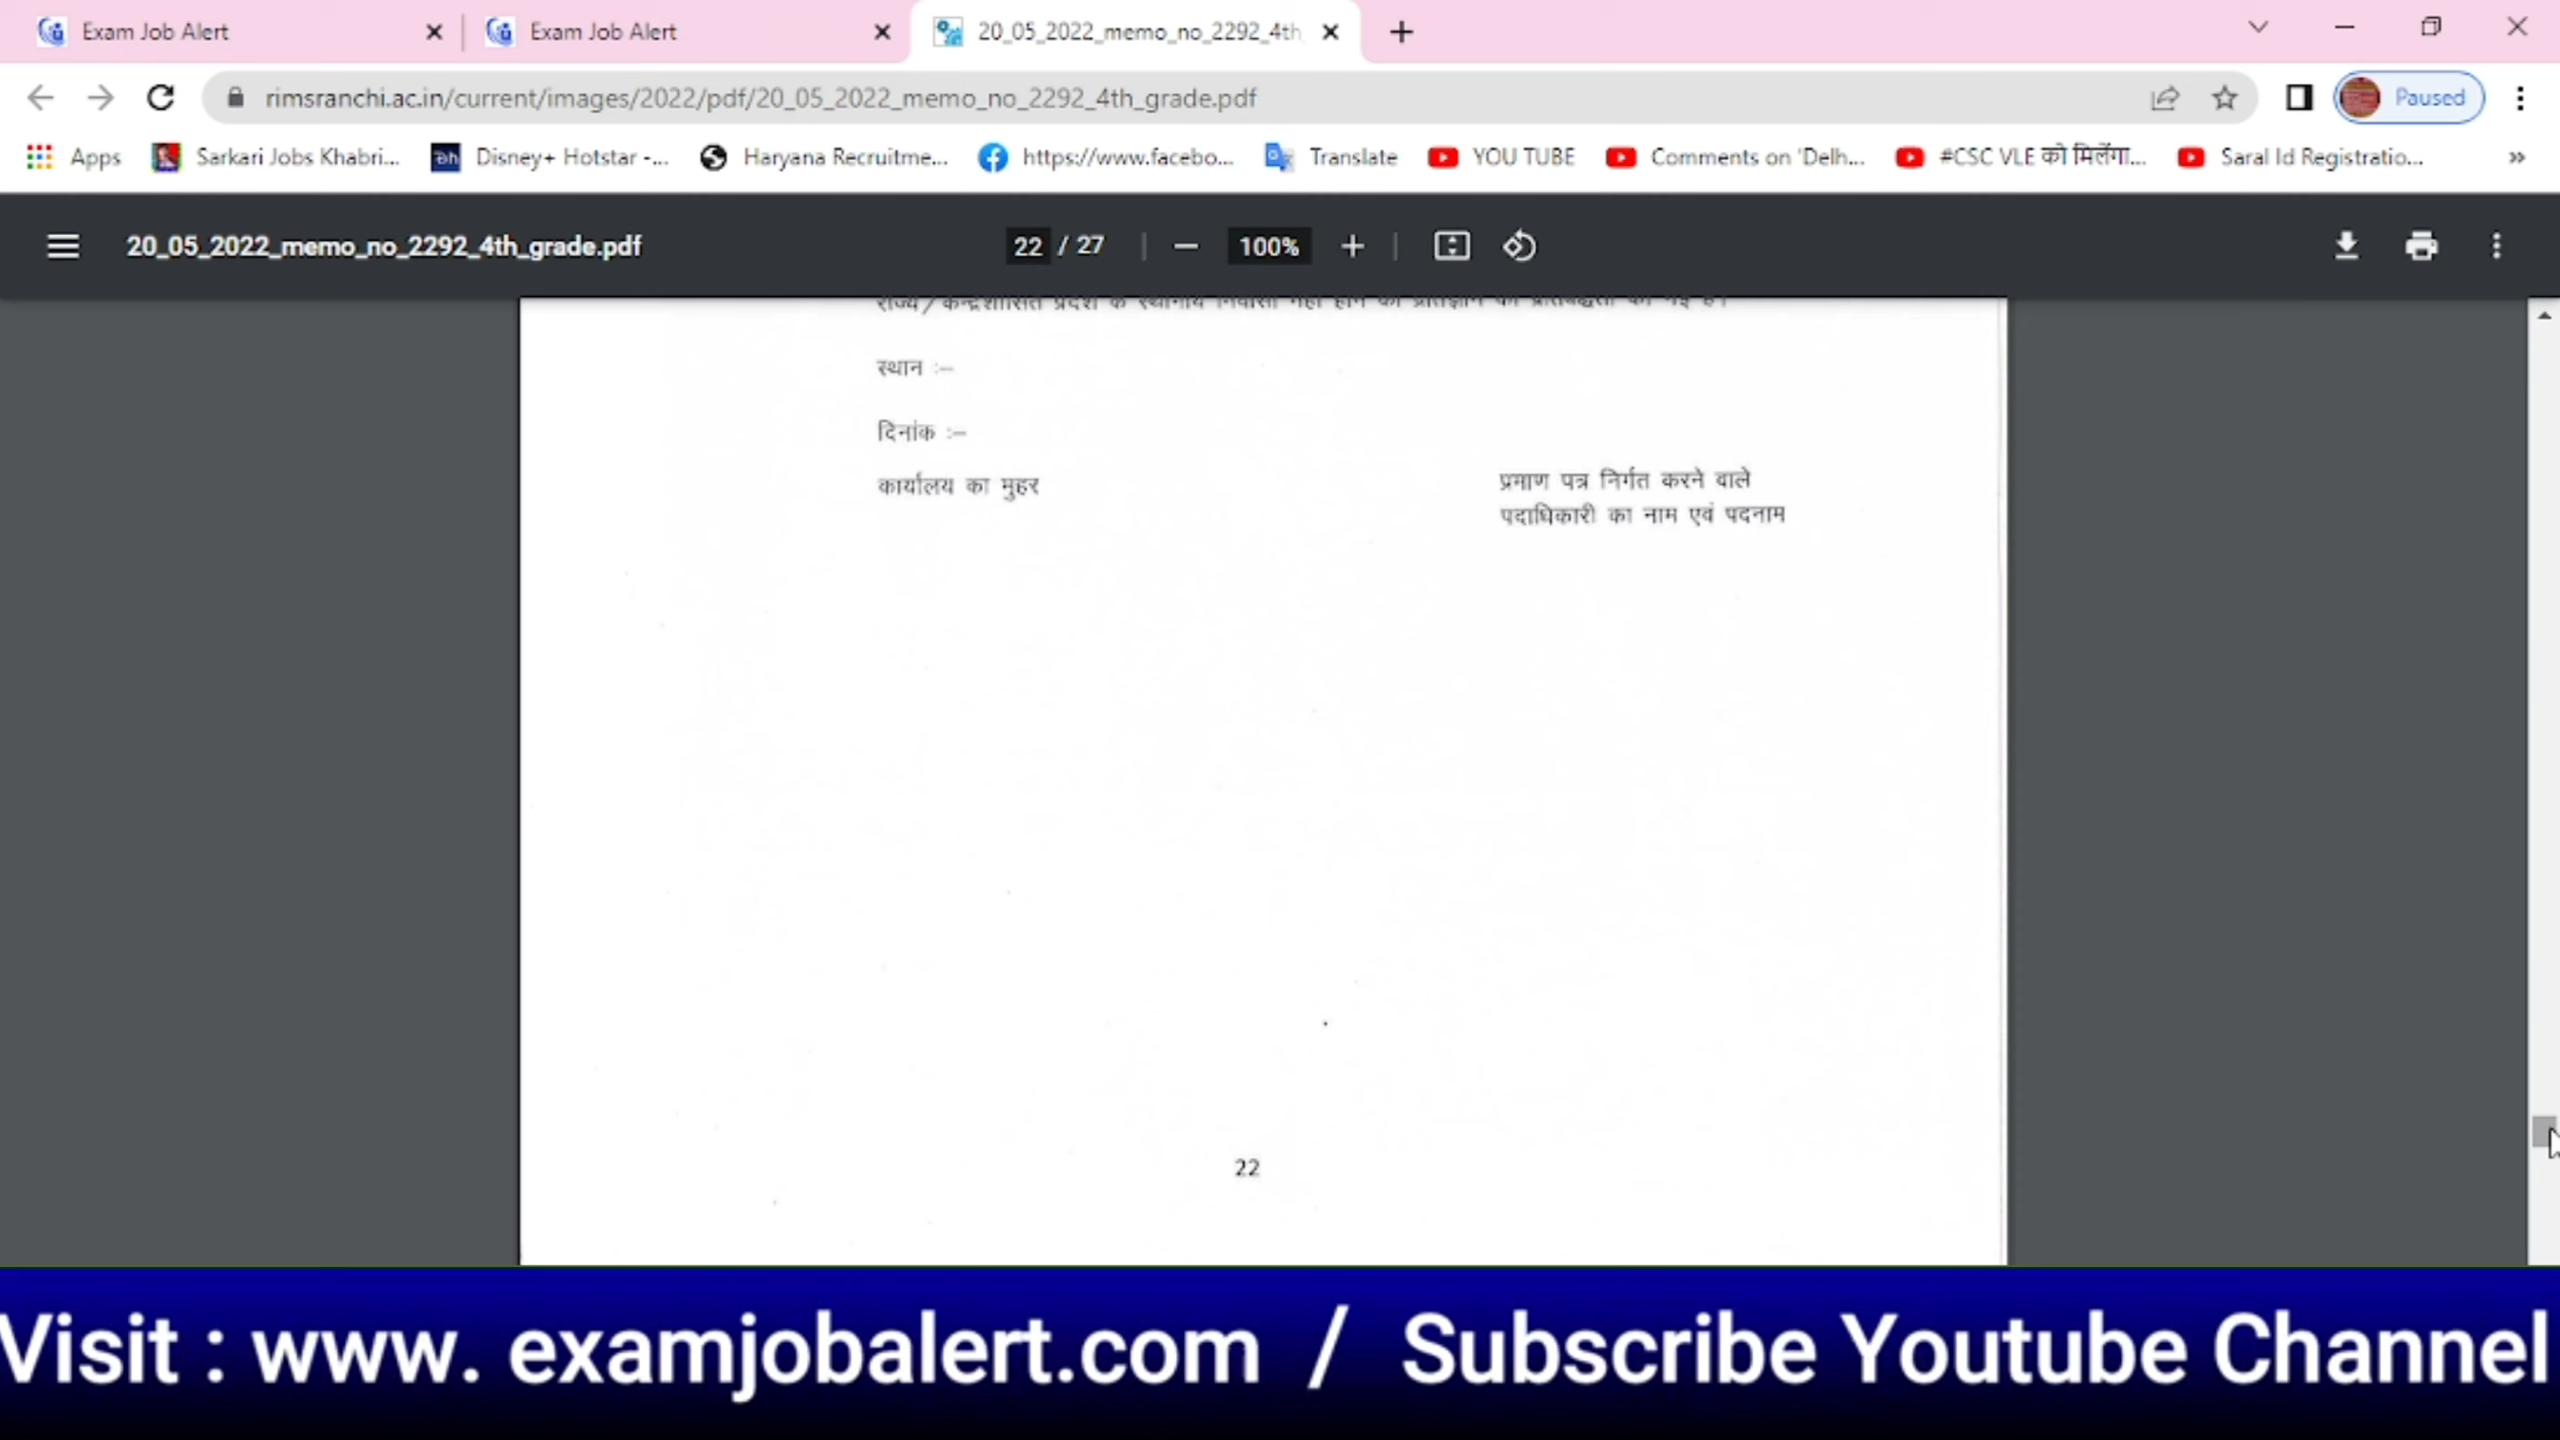 Exam Job Alert
Exam Job Alert
20_05_2022_memo_no_2292_4th
rimsranchi.ac.in/current/images/2022/pdf/20_05_2022_memo_no_2292_4th_grade.pdf
Paused
Apps
Sarkari Jobs Khabri...
Disney+ Hotstar -...
Haryana Recruitme...
https://www.facebo...
Translate
YOU TUBE
Comments on 'Delh...
#CSC VLE को मिलेंगा...
Saral Id Registratio...
20_05_2022_memo_no_2292_4th_grade.pdf
22 / 27
100%
स्थान :–
दिनांक :–
कार्यालय का मुहर
प्रमाण पत्र निर्गत करने वाले
पदाधिकारी का नाम एवं पदनाम
22
Visit : www. examjobalert.com / Subscribe Youtube Channel